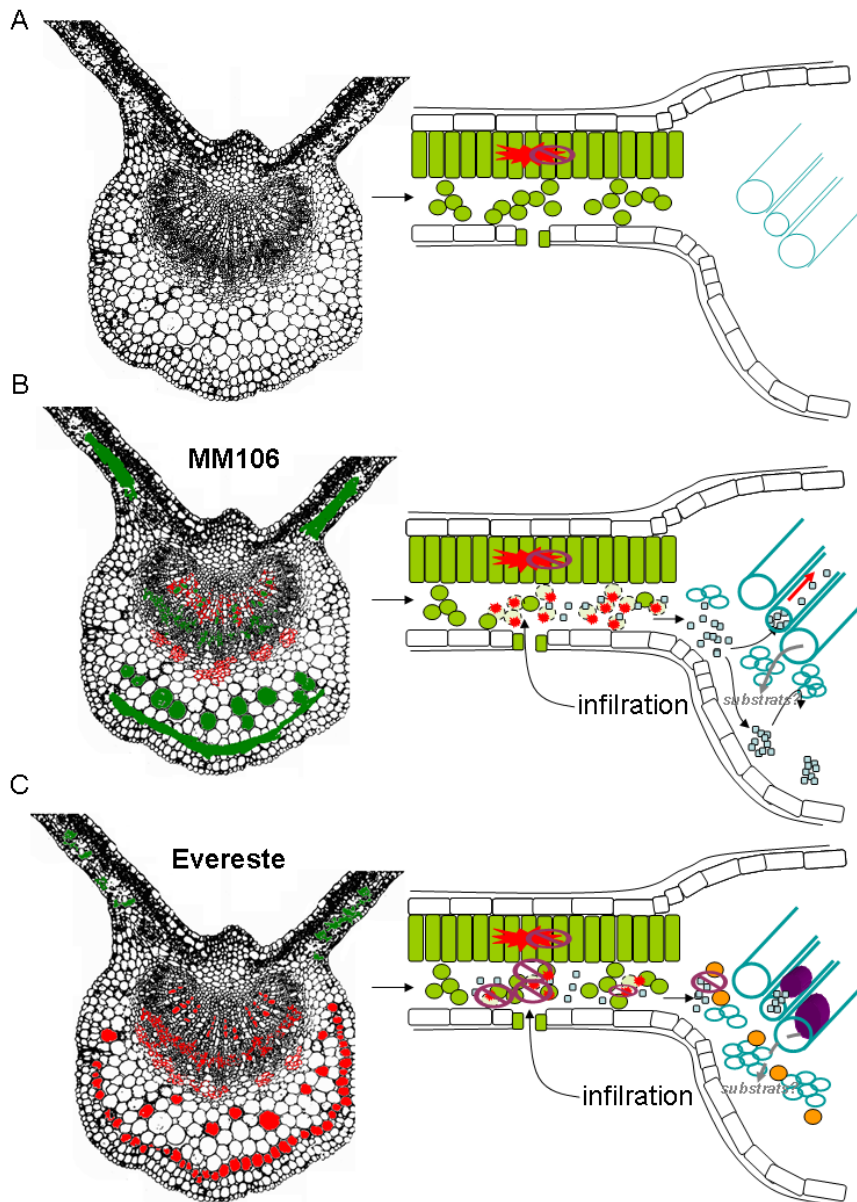 A
B
MM106
infilration
substrats?
C
Evereste
infilration
substrats?